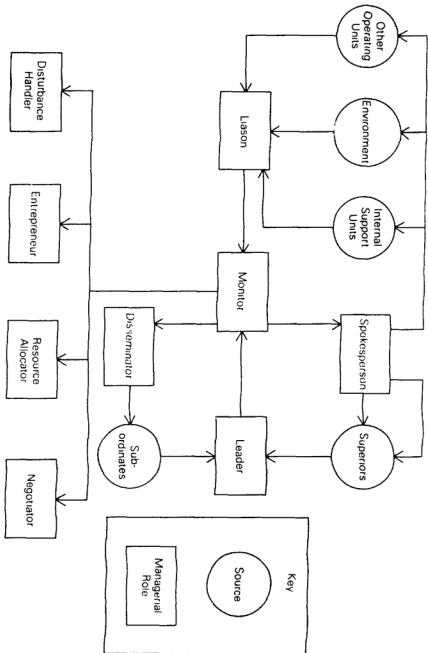 Other
Operating
Units
Environment
Internal
Support
Units
Spokesperson
Superiors
Liason
Monitor
Leader
Disseminator
Sub-
ordinates
Disturbance
Handler
Entrepreneur
Resource
Allocator
Negotiator
Key
Source
Managerial
Role